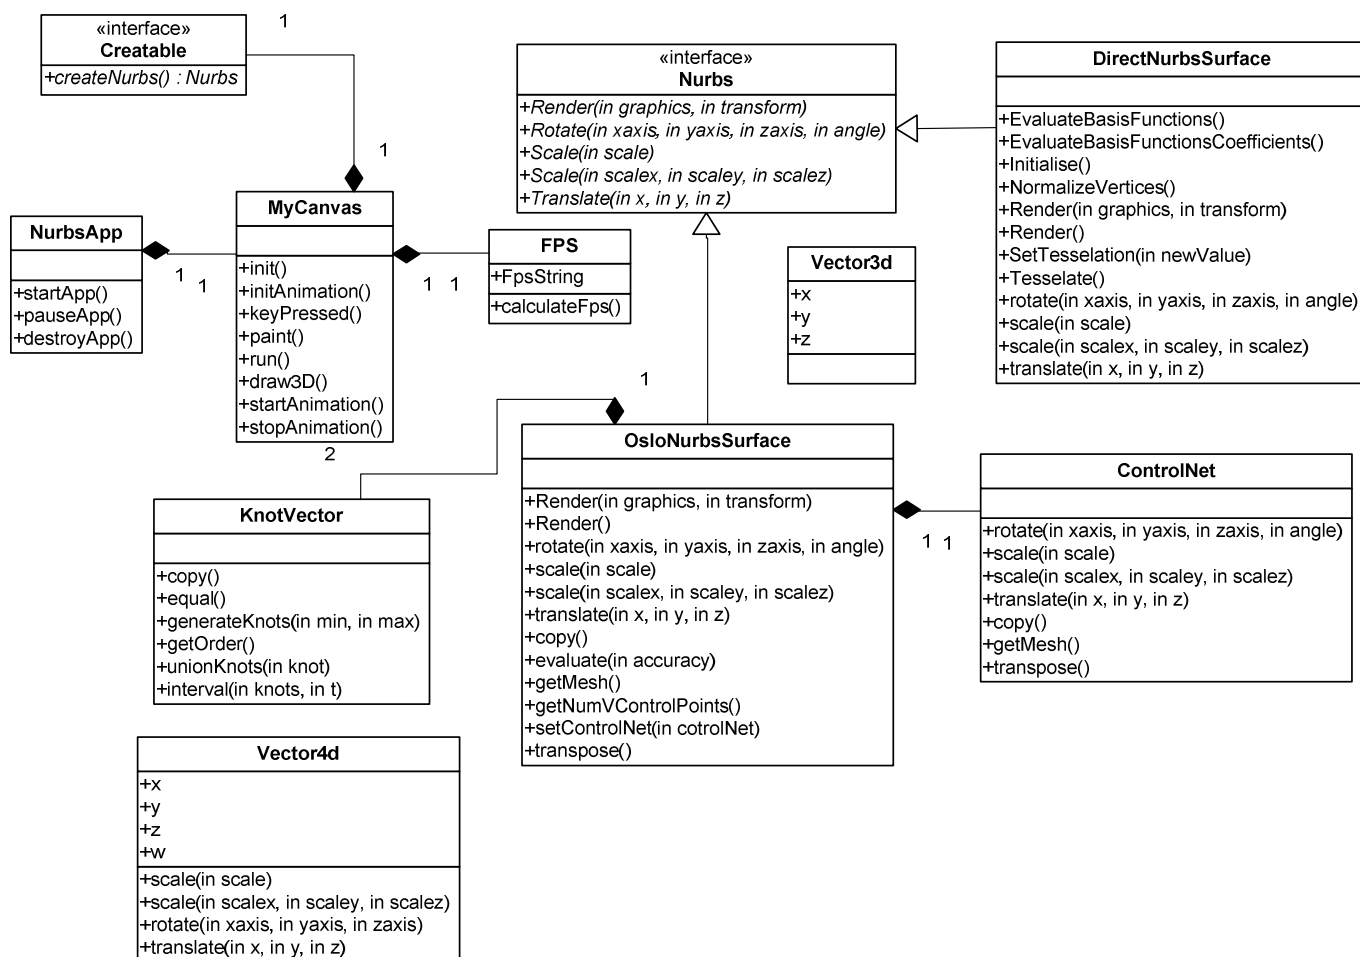 «interface»
Creatable
+createNurbs() : Nurbs
1
1
«interface»
Nurbs
+Render(in graphics, in transform)
+Rotate(in xaxis, in yaxis, in zaxis, in angle)
+Scale(in scale)
+Scale(in scalex, in scaley, in scalez)
+Translate(in x, in y, in z)
DirectNurbsSurface
+EvaluateBasisFunctions()
+EvaluateBasisFunctionsCoefficients()
+Initialise()
+NormalizeVertices()
+Render(in graphics, in transform)
+Render()
+SetTesselation(in newValue)
+Tesselate()
+rotate(in xaxis, in yaxis, in zaxis, in angle)
+scale(in scale)
+scale(in scalex, in scaley, in scalez)
+translate(in x, in y, in z)
NurbsApp
+startApp()
+pauseApp()
+destroyApp()
1
1
MyCanvas
+init()
+initAnimation()
+keyPressed()
+paint()
+run()
+draw3D()
+startAnimation()
+stopAnimation()
1
1
FPS
+FpsString
+calculateFps()
Vector3d
+x
+y
+z
2
1
KnotVector
+copy()
+equal()
+generateKnots(in min, in max)
+getOrder()
+unionKnots(in knot)
+interval(in knots, in t)
OsloNurbsSurface
+Render(in graphics, in transform)
+Render()
+rotate(in xaxis, in yaxis, in zaxis, in angle)
+scale(in scale)
+scale(in scalex, in scaley, in scalez)
+translate(in x, in y, in z)
+copy()
+evaluate(in accuracy)
+getMesh()
+getNumVControlPoints()
+setControlNet(in cotrolNet)
+transpose()
1
1
ControlNet
+rotate(in xaxis, in yaxis, in zaxis, in angle)
+scale(in scale)
+scale(in scalex, in scaley, in scalez)
+translate(in x, in y, in z)
+copy()
+getMesh()
+transpose()
Vector4d
+x
+y
+z
+w
+scale(in scale)
+scale(in scalex, in scaley, in scalez)
+rotate(in xaxis, in yaxis, in zaxis)
+translate(in x, in y, in z)